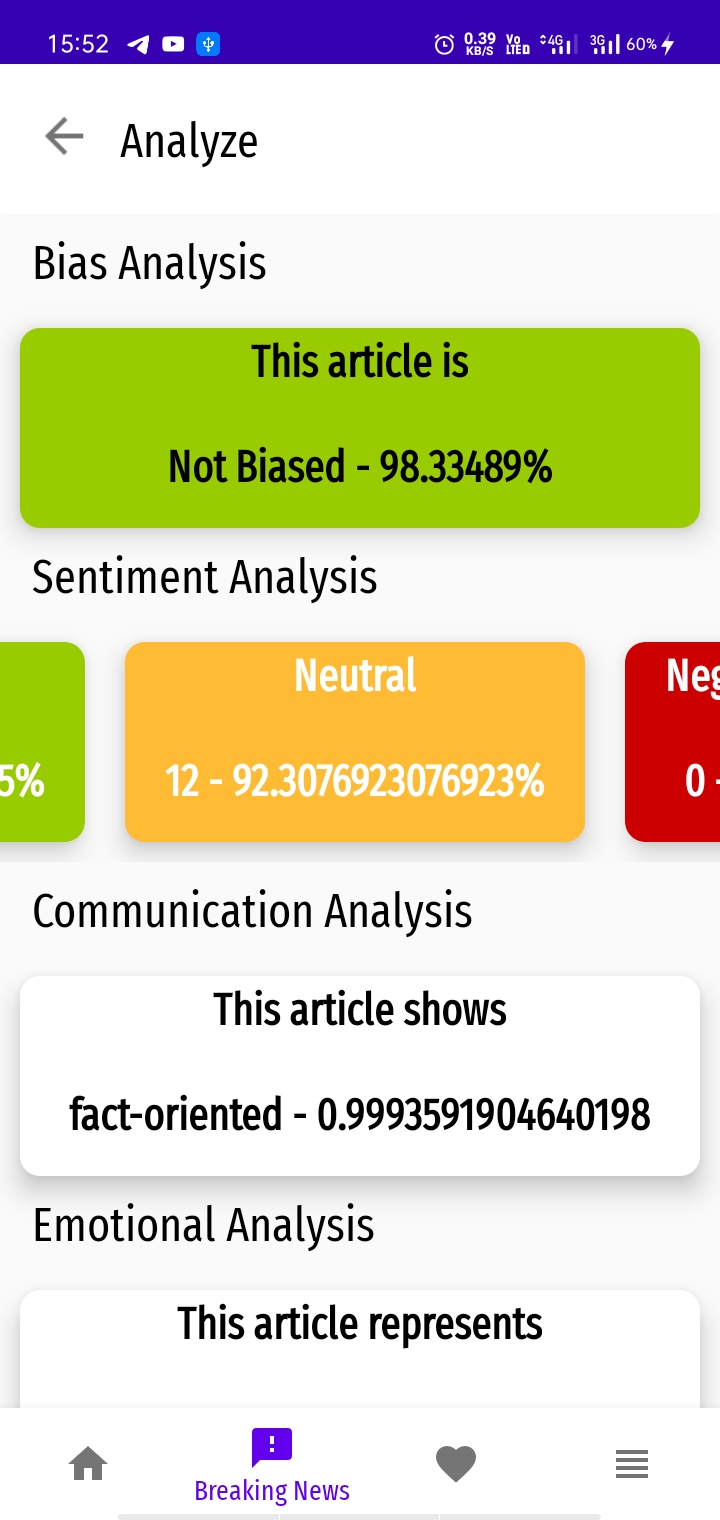 15:52
0.39 KB/S Vo LTED 4G 3G 60%
Analyze
Bias Analysis
This article is
Not Biased - 98.33489%
Sentiment Analysis
Neutral
Neg
5%
12 - 92.3076923076923%
0 -
Communication Analysis
This article shows
fact-oriented - 0.9993591904640198
Emotional Analysis
This article represents
Breaking News